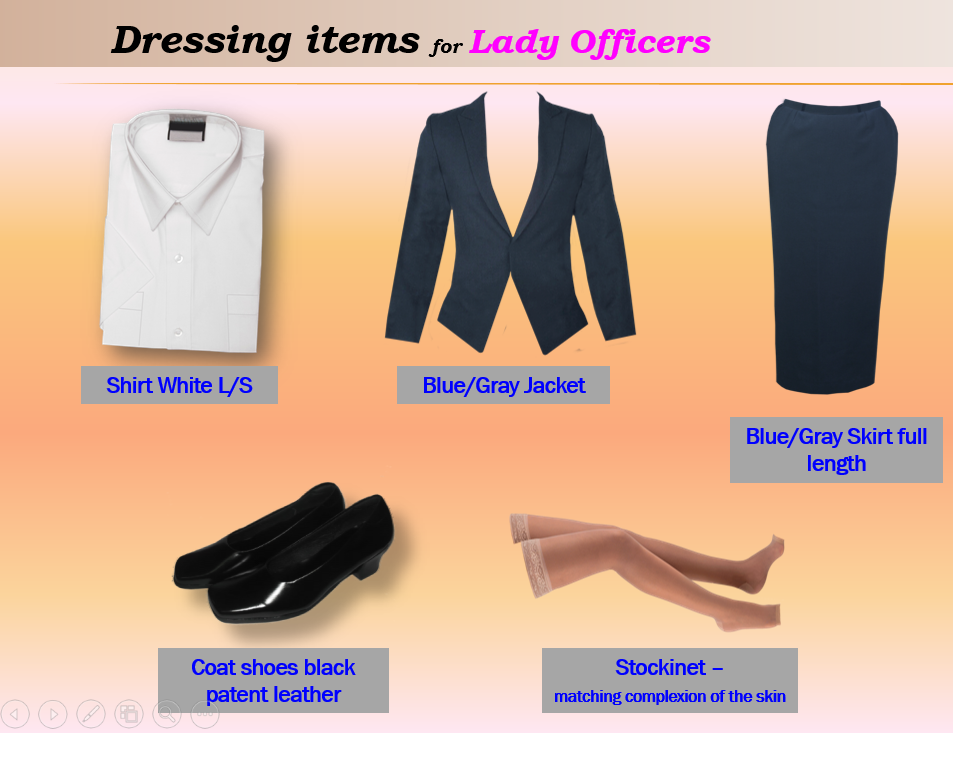 Dressing items for Lady Officers
Shirt White L/S
Blue/Gray Jacket
Blue/Gray Skirt full
length
Coat shoes black
patent leather
Stockinet –
matching complexion of the skin